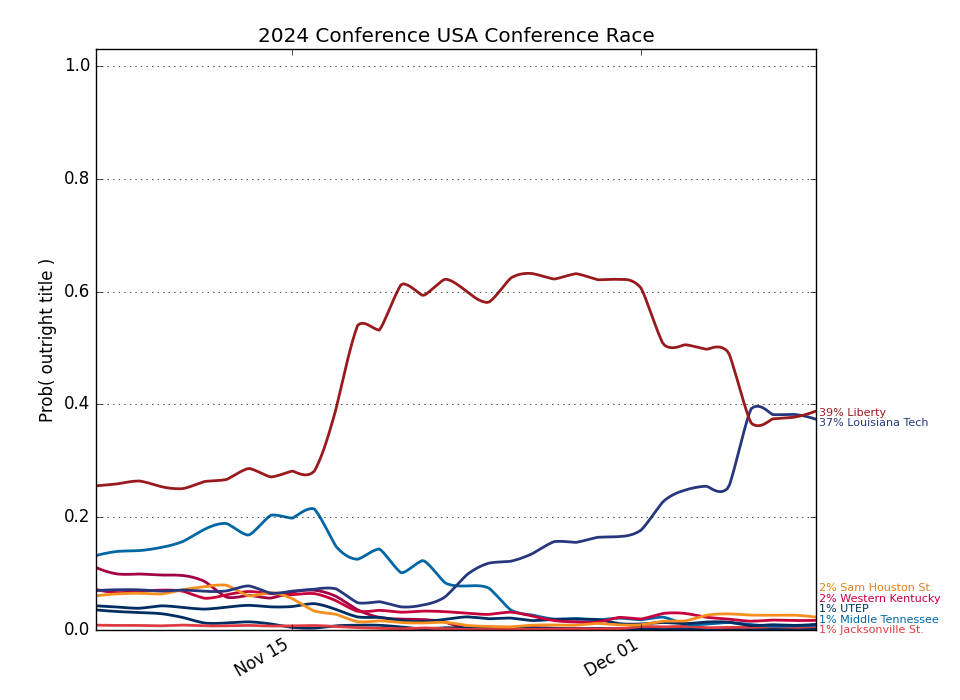 2024 Conference USA Conference Race
Prob( outright title )
1.0
0.8
0.6
0.4
0.2
0.0
Nov 15
Dec 01
39% Liberty
37% Louisiana Tech
2% Sam Houston St.
2% Western Kentucky
1% UTEP
1% Middle Tennessee
1% Jacksonville St.